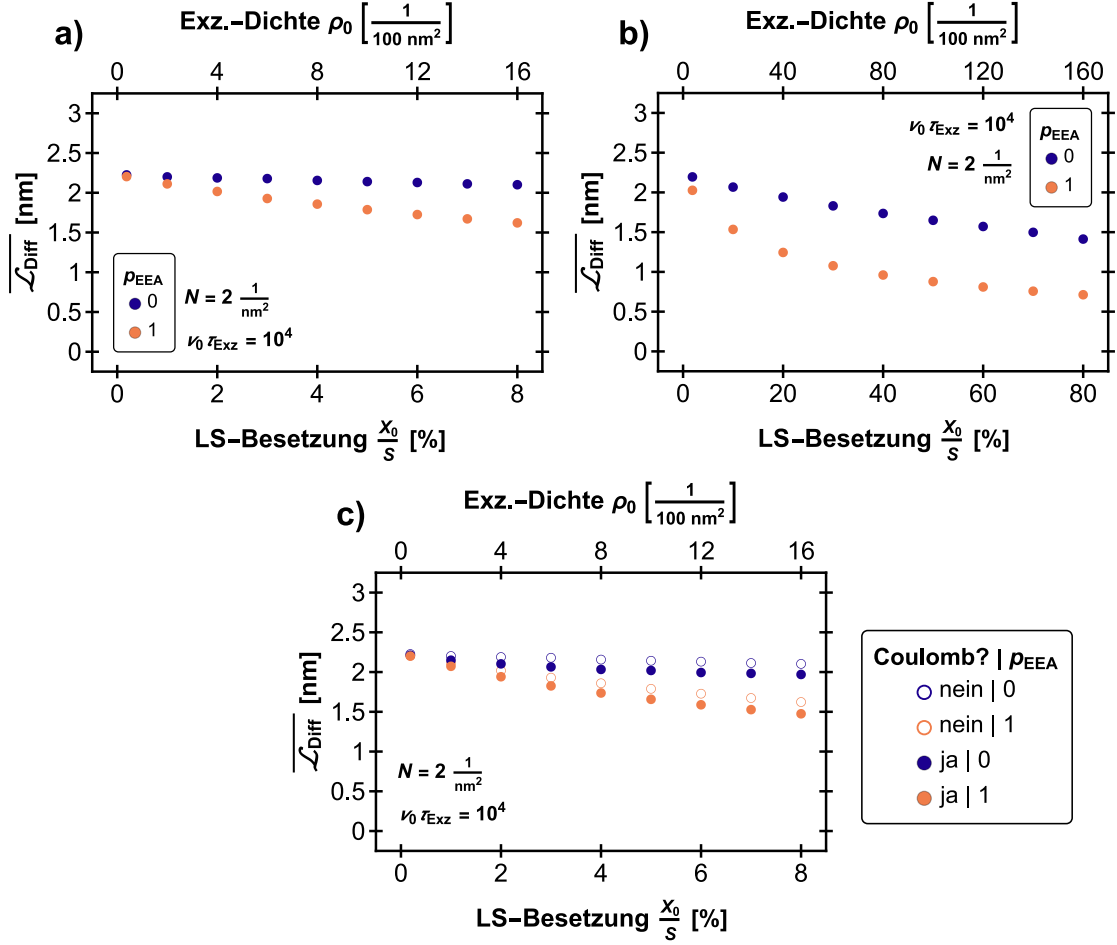 a)
Exz.–Dichte ρ0 [1/100 nm²]
0 4 8 12 16
3
2.5
2
1.5
1
0.5
0
ℒDiff [nm]
pEEA
0
1
N = 2 1/nm²
ν0 τExz = 10⁴
0 2 4 6 8
LS–Besetzung X0/S [%]
b)
Exz.–Dichte ρ0 [1/100 nm²]
0 40 80 120 160
3
2.5
2
1.5
1
0.5
0
ℒDiff [nm]
ν0 τExz = 10⁴
N = 2 1/nm²
pEEA
0
1
0 20 40 60 80
LS–Besetzung X0/S [%]
c)
Exz.–Dichte ρ0 [1/100 nm²]
0 4 8 12 16
3
2.5
2
1.5
1
0.5
0
ℒDiff [nm]
N = 2 1/nm²
ν0 τExz = 10⁴
0 2 4 6 8
LS–Besetzung X0/S [%]
Coulomb? | pEEA
nein | 0
nein | 1
ja | 0
ja | 1